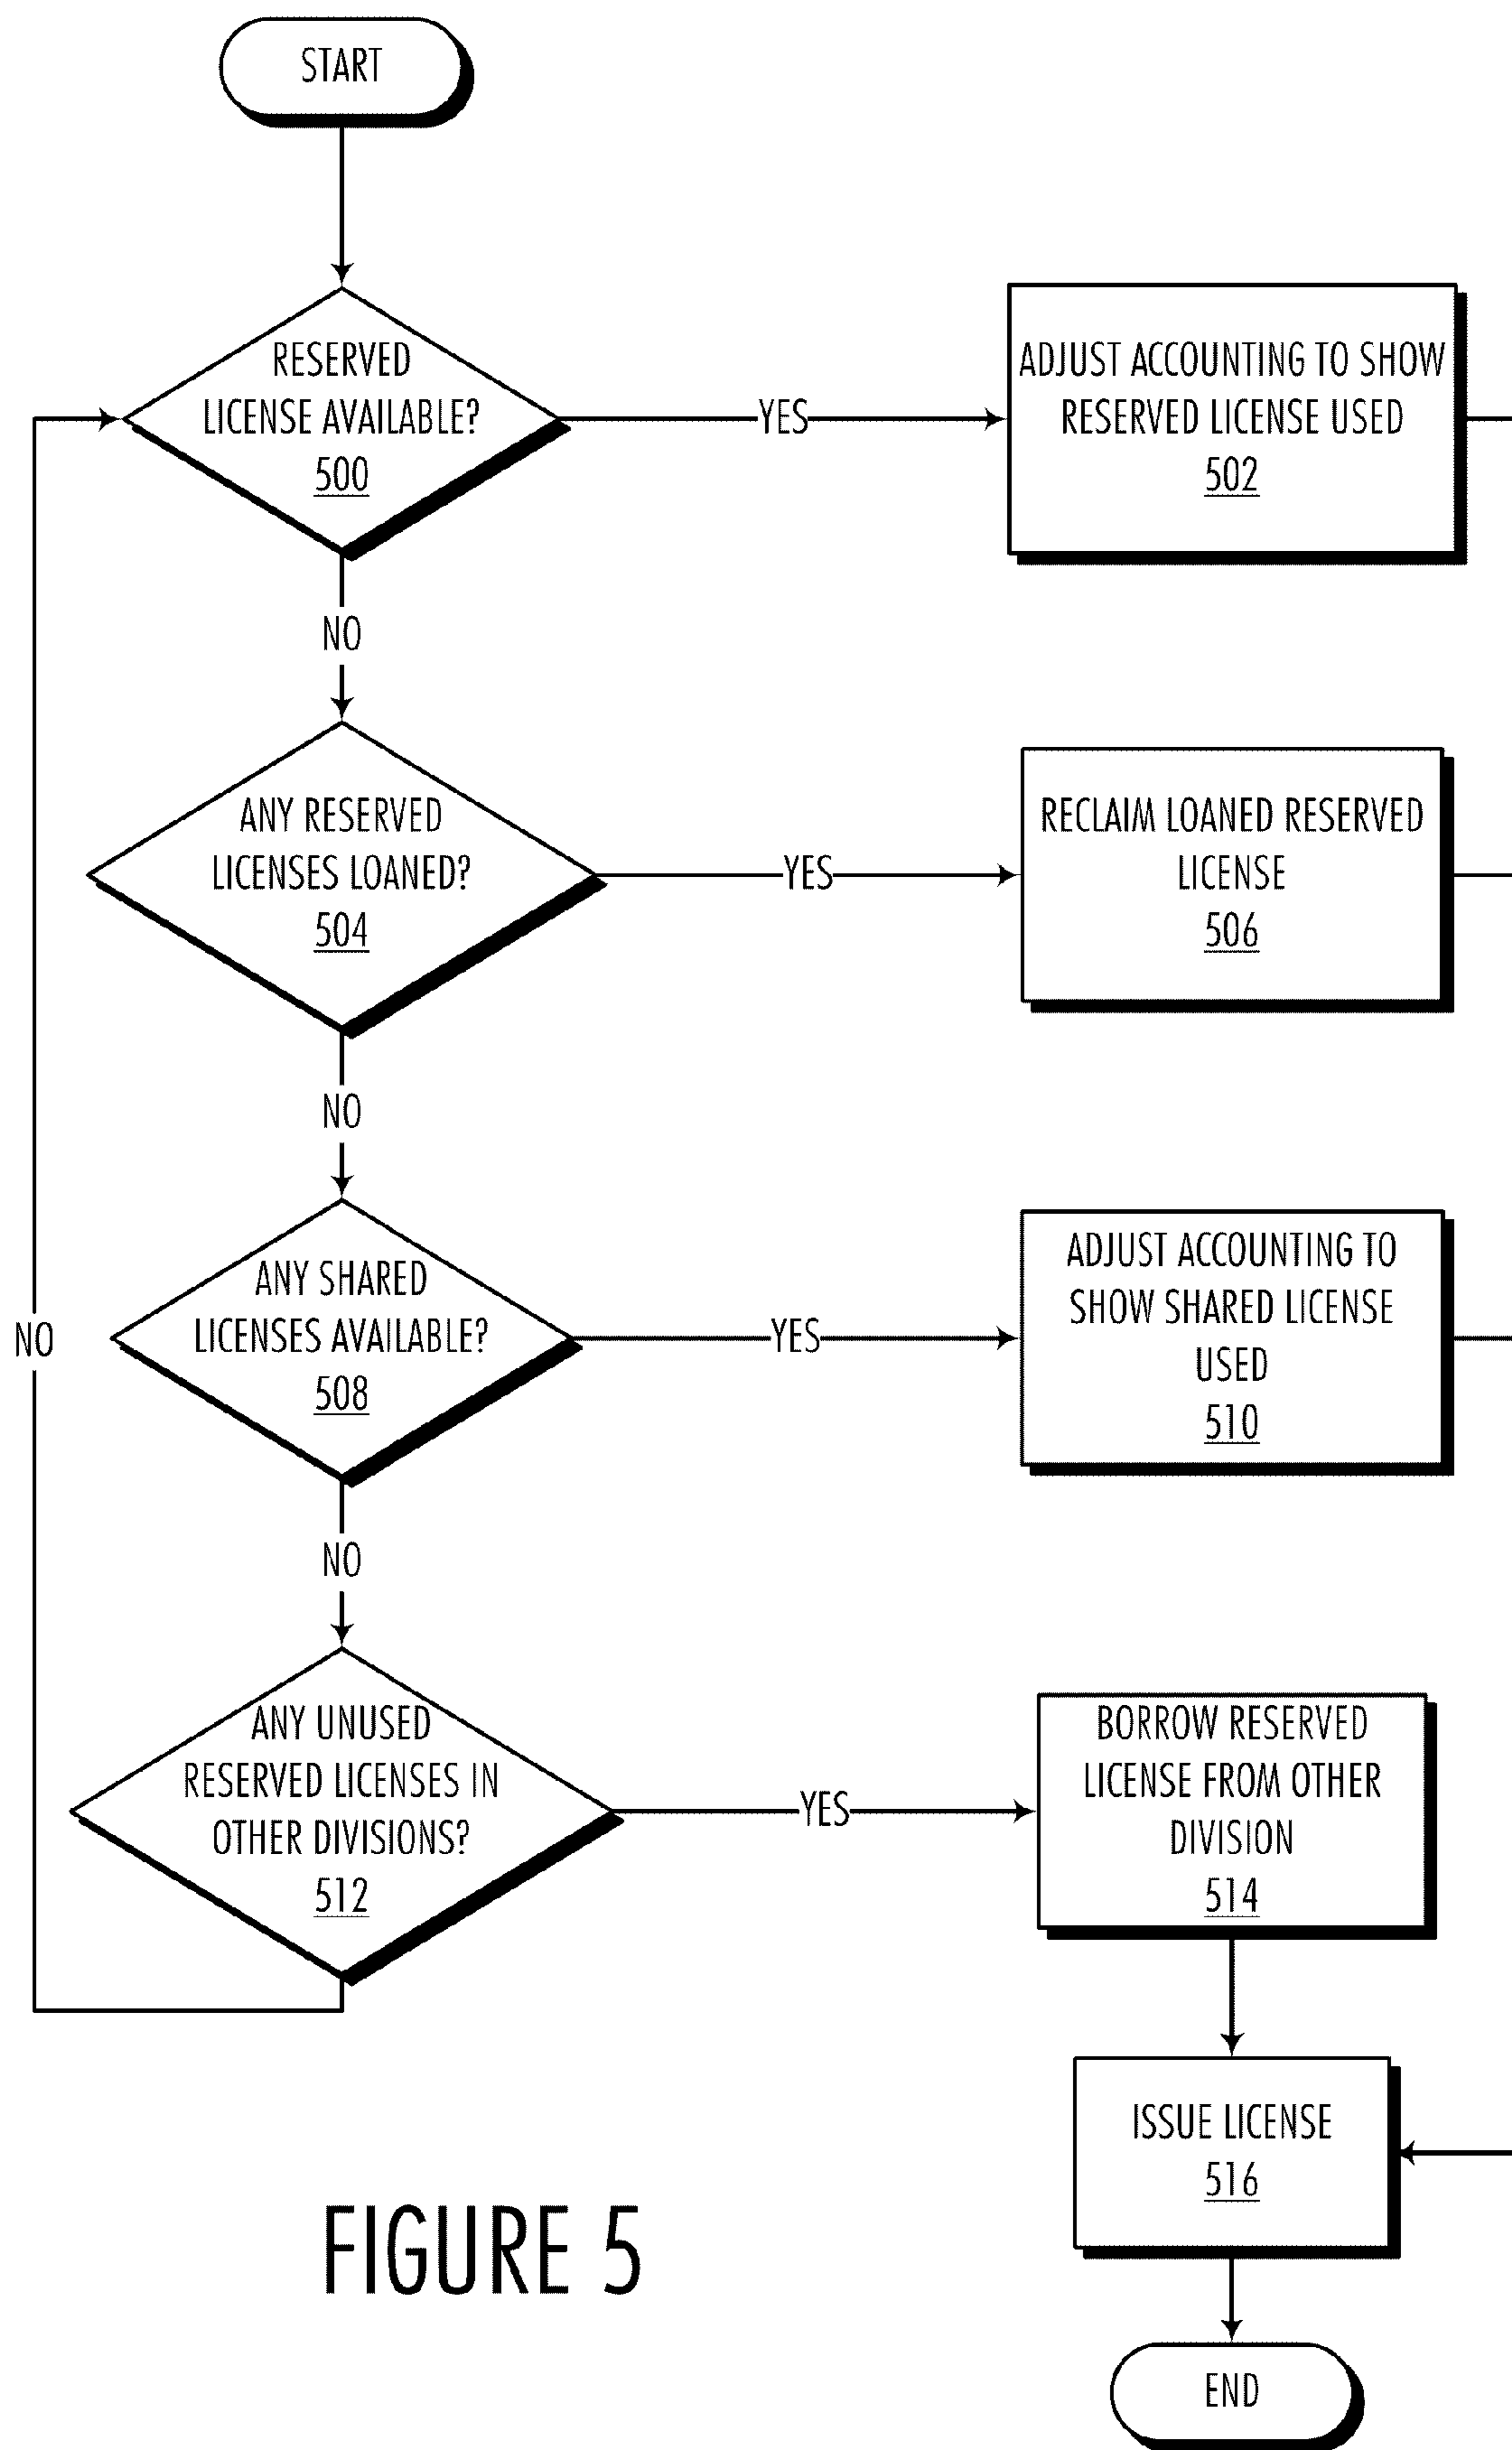 START
RESERVED
LICENSE AVAILABLE?
500
YES
ADJUST ACCOUNTING TO SHOW
RESERVED LICENSE USED
502
NO
ANY RESERVED
LICENSES LOANED?
504
YES
RECLAIM LOANED RESERVED
LICENSE
506
NO
ANY SHARED
LICENSES AVAILABLE?
508
YES
ADJUST ACCOUNTING TO
SHOW SHARED LICENSE
USED
510
NO
NO
ANY UNUSED
RESERVED LICENSES IN
OTHER DIVISIONS?
512
YES
BORROW RESERVED
LICENSE FROM OTHER
DIVISION
514
ISSUE LICENSE
516
FIGURE 5
END